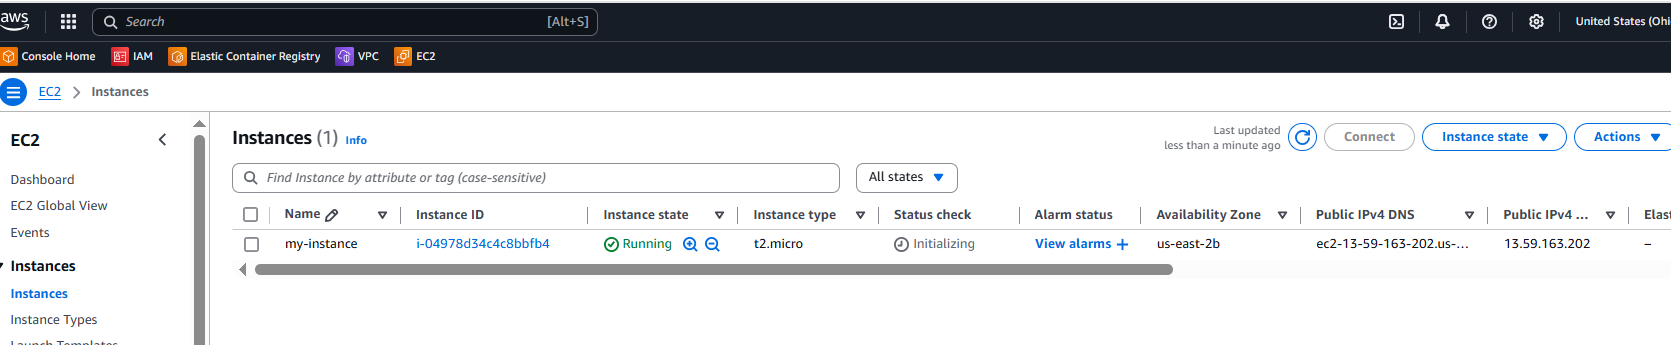 aws
Search [Alt+S]
United States (Ohi
Console Home IAM Elastic Container Registry VPC EC2
EC2 Instances
EC2
Dashboard
EC2 Global View
Events
Instances
Instances
Instance Types
Launch Templates
Instances (1) Info
Last updated
less than a minute ago
Connect
Instance state
Actions
Find Instance by attribute or tag (case-sensitive)
All states
Name Instance ID Instance state Instance type Status check Alarm status Availability Zone Public IPv4 DNS Public IPv4 ... Elast
my-instance i-04978d34c4c8bbfb4 Running t2.micro Initializing View alarms + us-east-2b ec2-13-59-163-202.us-... 13.59.163.202 –